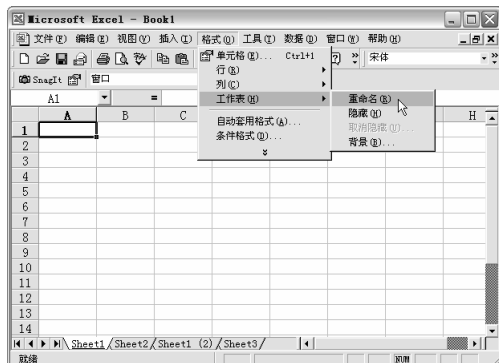 Microsoft Excel - Book1
文件(F) 编辑(E) 视图(V) 插入(I) 格式(O) 工具(T) 数据(D) 窗口(W) 帮助(H)
宋体
SnagIt 窗口
A1 =
单元格(E)... Ctrl+1
行(R)
列(C)
工作表(H)
自动套用格式(A)...
条件格式(D)...
重命名(R)
隐藏(H)
取消隐藏(U)...
背景(B)...
A B C H
1
2
3
4
5
6
7
8
9
10
11
12
13
14
Sheet1 Sheet2 Sheet1 (2) Sheet3
就绪 NUM